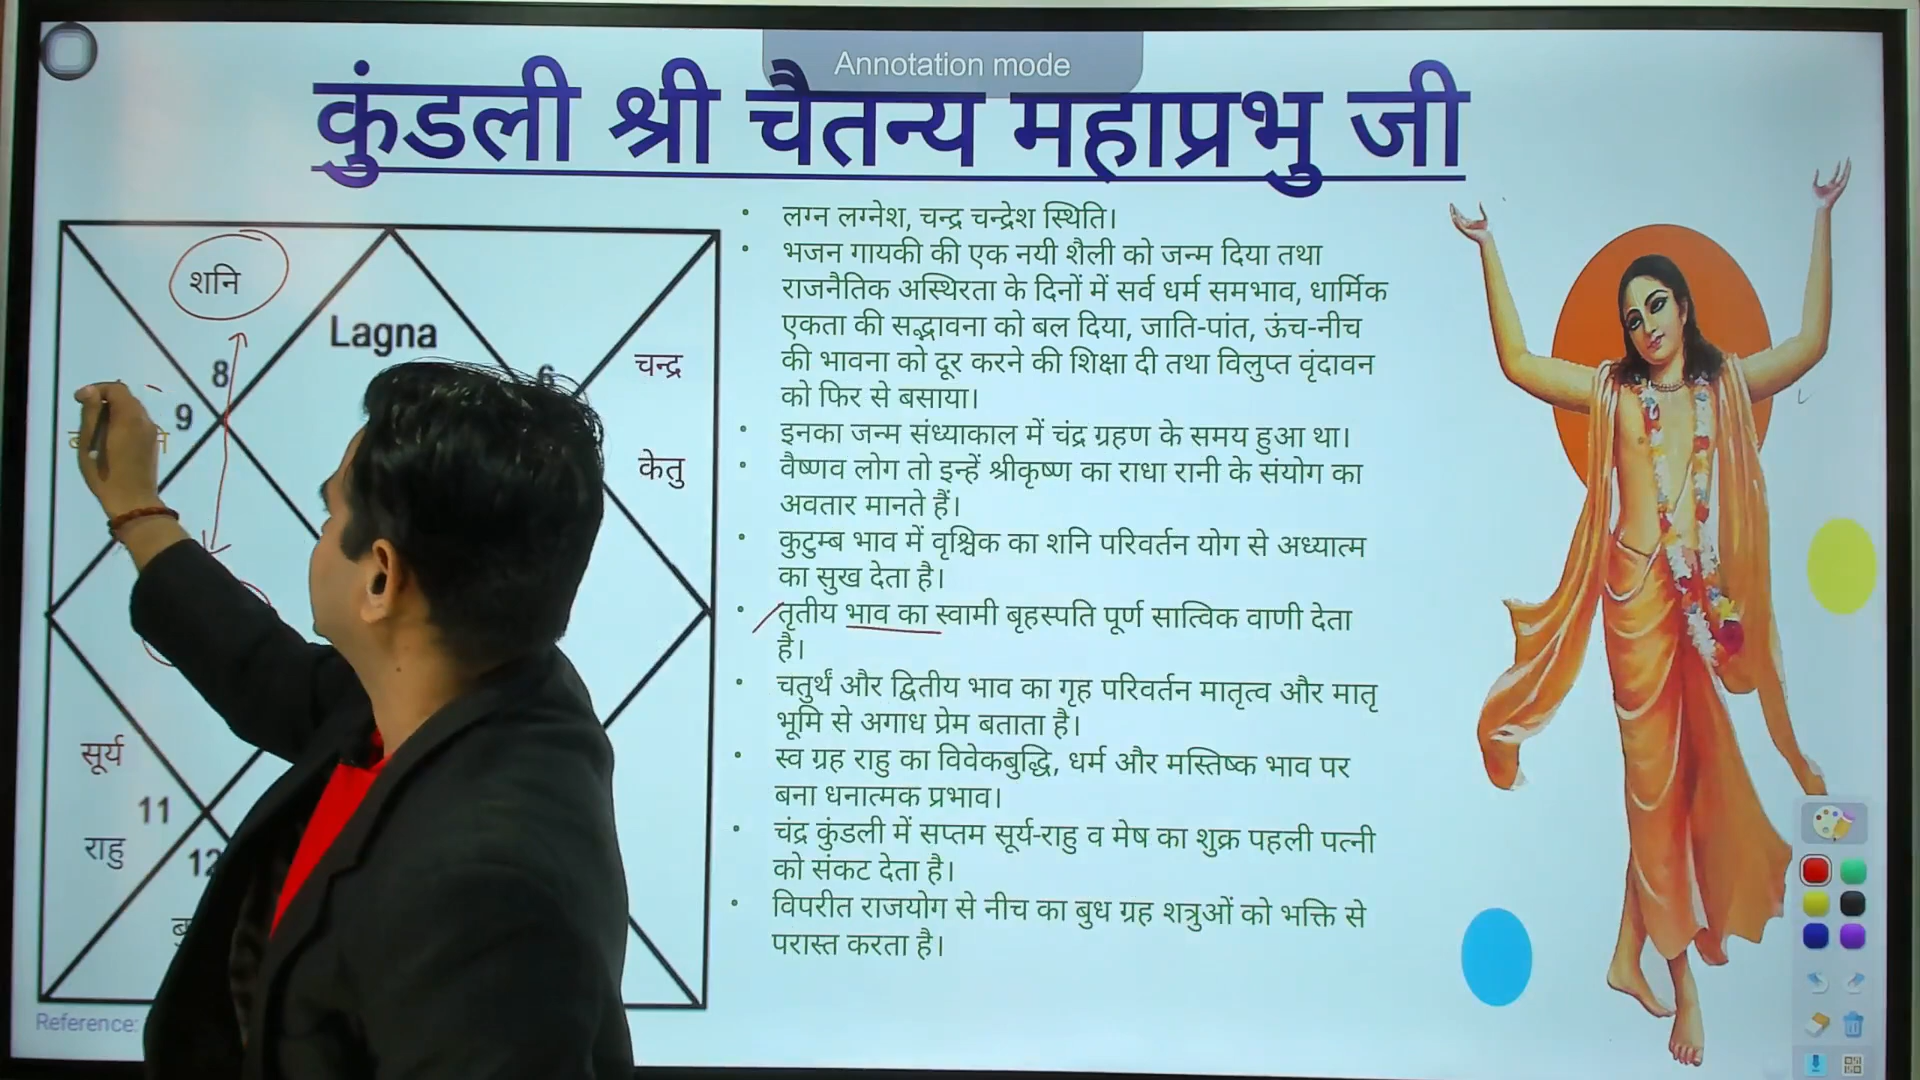 Annotation mode
कुंडली श्री चैतन्य महाप्रभु जी
शनि
Lagna
चन्द्र
8
6
9
केतु
सूर्य
11
राहु
12
Reference:
• लग्न लग्नेश, चन्द्र चन्द्रेश स्थिति।
• भजन गायकी की एक नयी शैली को जन्म दिया तथा
राजनैतिक अस्थिरता के दिनों में सर्व धर्म समभाव, धार्मिक
एकता की सद्भावना को बल दिया, जाति-पांत, ऊंच-नीच
की भावना को दूर करने की शिक्षा दी तथा विलुप्त वृंदावन
को फिर से बसाया।
• इनका जन्म संध्याकाल में चंद्र ग्रहण के समय हुआ था।
• वैष्णव लोग तो इन्हें श्रीकृष्ण का राधा रानी के संयोग का
अवतार मानते हैं।
• कुटुम्ब भाव में वृश्चिक का शनि परिवर्तन योग से अध्यात्म
का सुख देता है।
• तृतीय भाव का स्वामी बृहस्पति पूर्ण सात्विक वाणी देता
है।
• चतुर्थं और द्वितीय भाव का गृह परिवर्तन मातृत्व और मातृ
भूमि से अगाध प्रेम बताता है।
• स्व ग्रह राहु का विवेकबुद्धि, धर्म और मस्तिष्क भाव पर
बना धनात्मक प्रभाव।
• चंद्र कुंडली में सप्तम सूर्य-राहु व मेष का शुक्र पहली पत्नी
को संकट देता है।
• विपरीत राजयोग से नीच का बुध ग्रह शत्रुओं को भक्ति से
परास्त करता है।